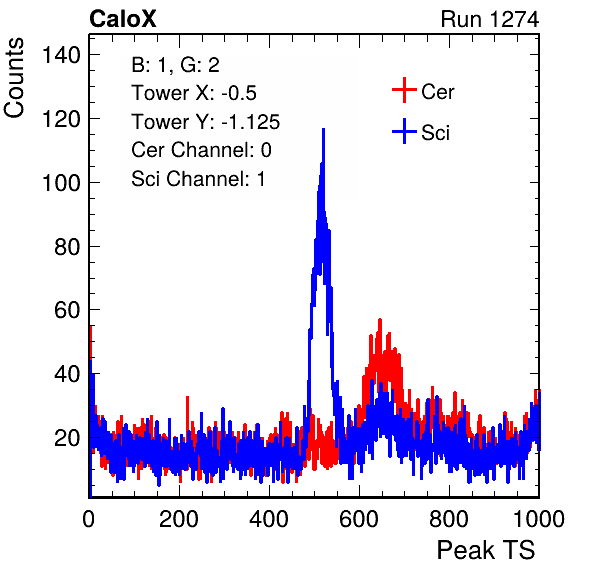 CaloX Run 1274
Counts
B: 1, G: 2
Tower X: -0.5
Tower Y: -1.125
Cer Channel: 0
Sci Channel: 1
Cer
Sci
140
120
100
80
60
40
20
0 200 400 600 800 1000
Peak TS